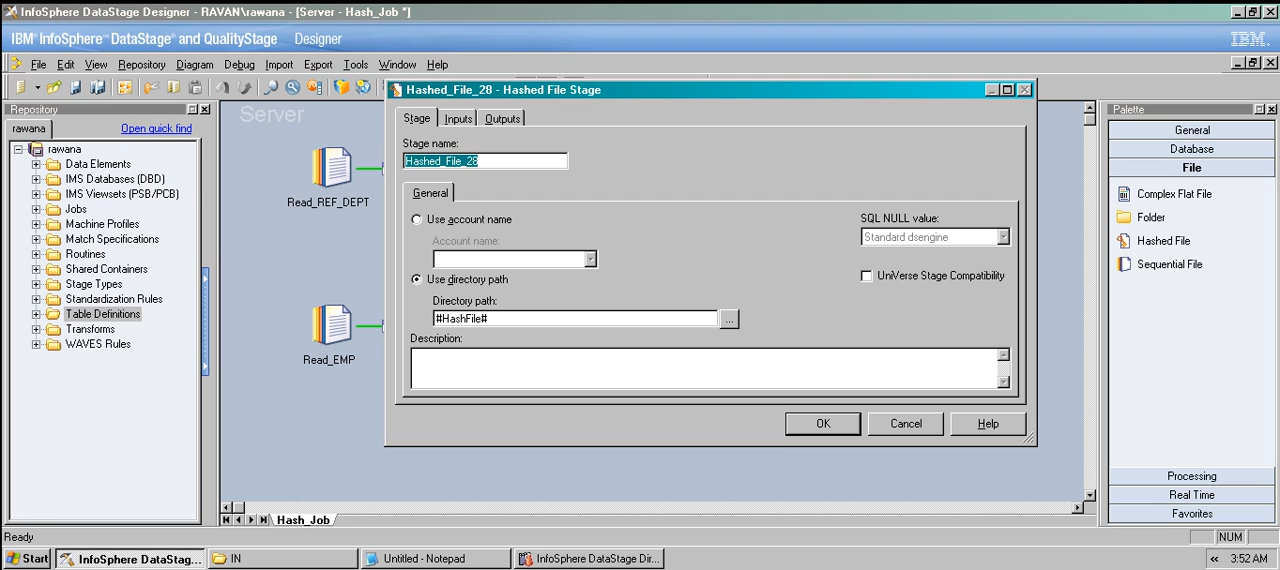 InfoSphere DataStage Designer - RAVAN\rawana - [Server - Hash_Job *]
IBM® InfoSphere™ DataStage® and QualityStage Designer
IBM.
File Edit View Repository Diagram Debug Import Export Tools Window Help
Repository
rawana
Open quick find
rawana
Data Elements
IMS Databases (DBD)
IMS Viewsets (PSB/PCB)
Jobs
Machine Profiles
Match Specifications
Routines
Shared Containers
Stage Types
Standardization Rules
Table Definitions
Transforms
WAVES Rules
Server
Read_REF_DEPT
Read_EMP
Hashed_File_28 - Hashed File Stage
Stage Inputs Outputs
Stage name:
Hashed_File_28
General
Use account name
Account name:
Use directory path
Directory path:
#HashFile#
...
SQL NULL value:
Standard dsengine
UniVerse Stage Compatibility
Description:
OK Cancel Help
Palette
General
Database
File
Complex Flat File
Folder
Hashed File
Sequential File
Processing
Real Time
Favorites
Hash_Job
Ready
NUM
Start
InfoSphere DataStag...
IN
Untitled - Notepad
InfoSphere DataStage Dir...
« 3:52 AM